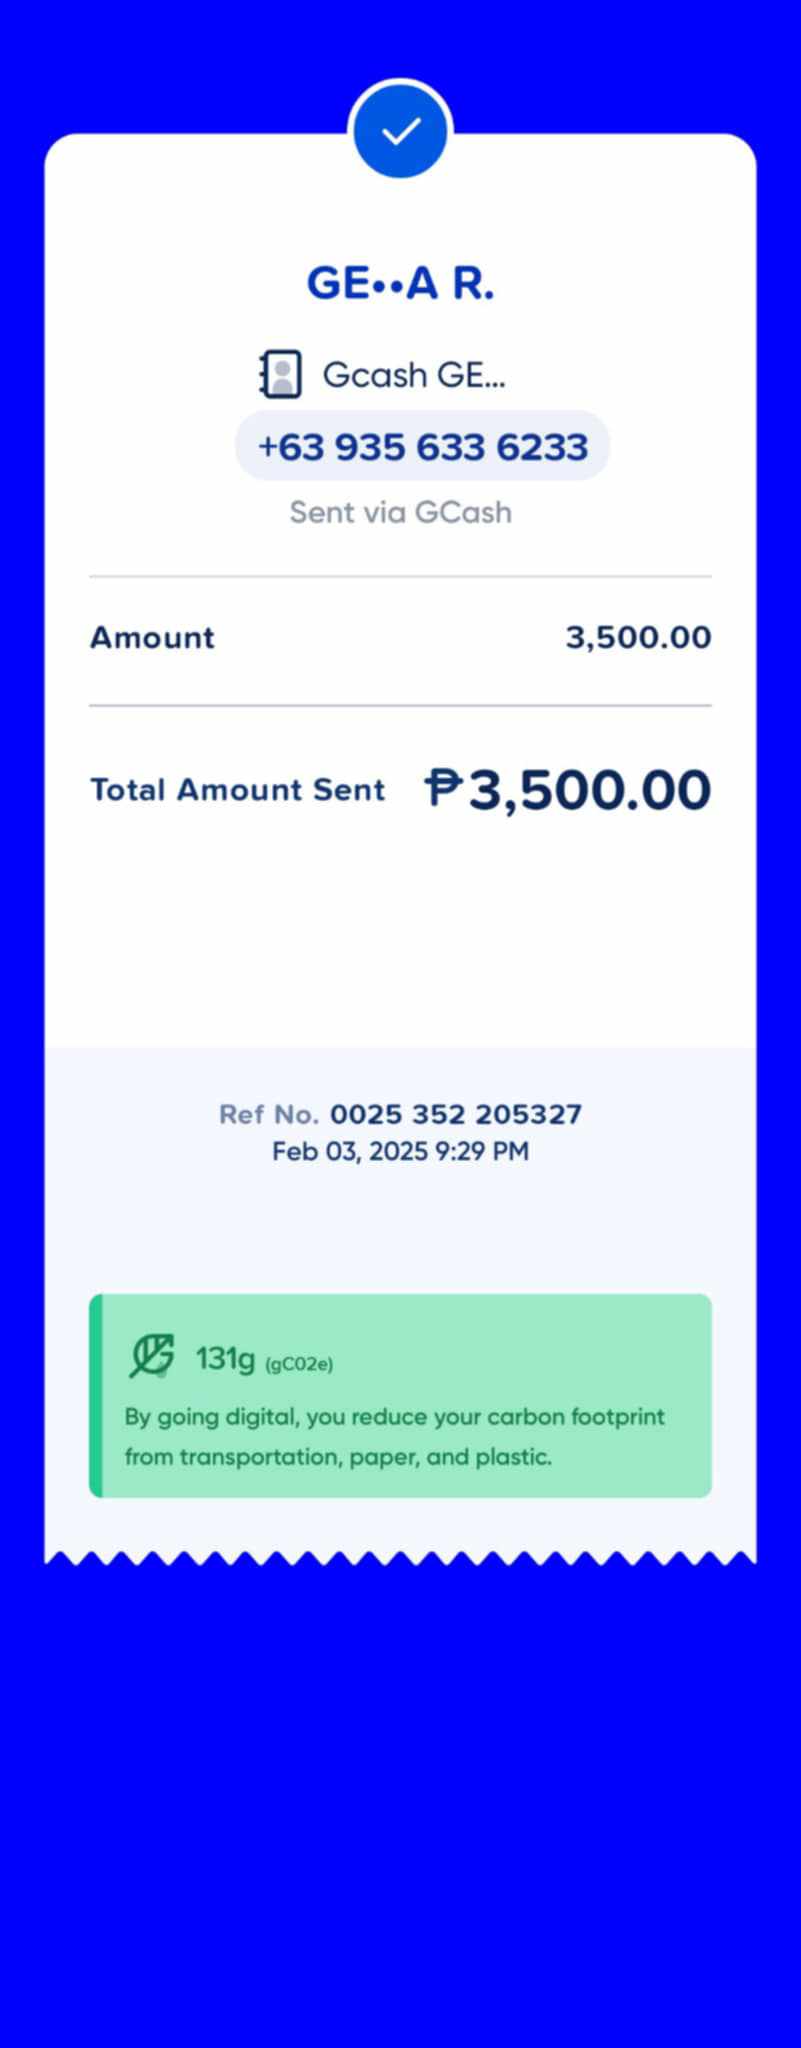 GE••A R.
Gcash GE...
+63 935 633 6233
Sent via GCash
Amount 3,500.00
Total Amount Sent ₱3,500.00
Ref No. 0025 352 205327
Feb 03, 2025 9:29 PM
131g (gC02e)
By going digital, you reduce your carbon footprint
from transportation, paper, and plastic.